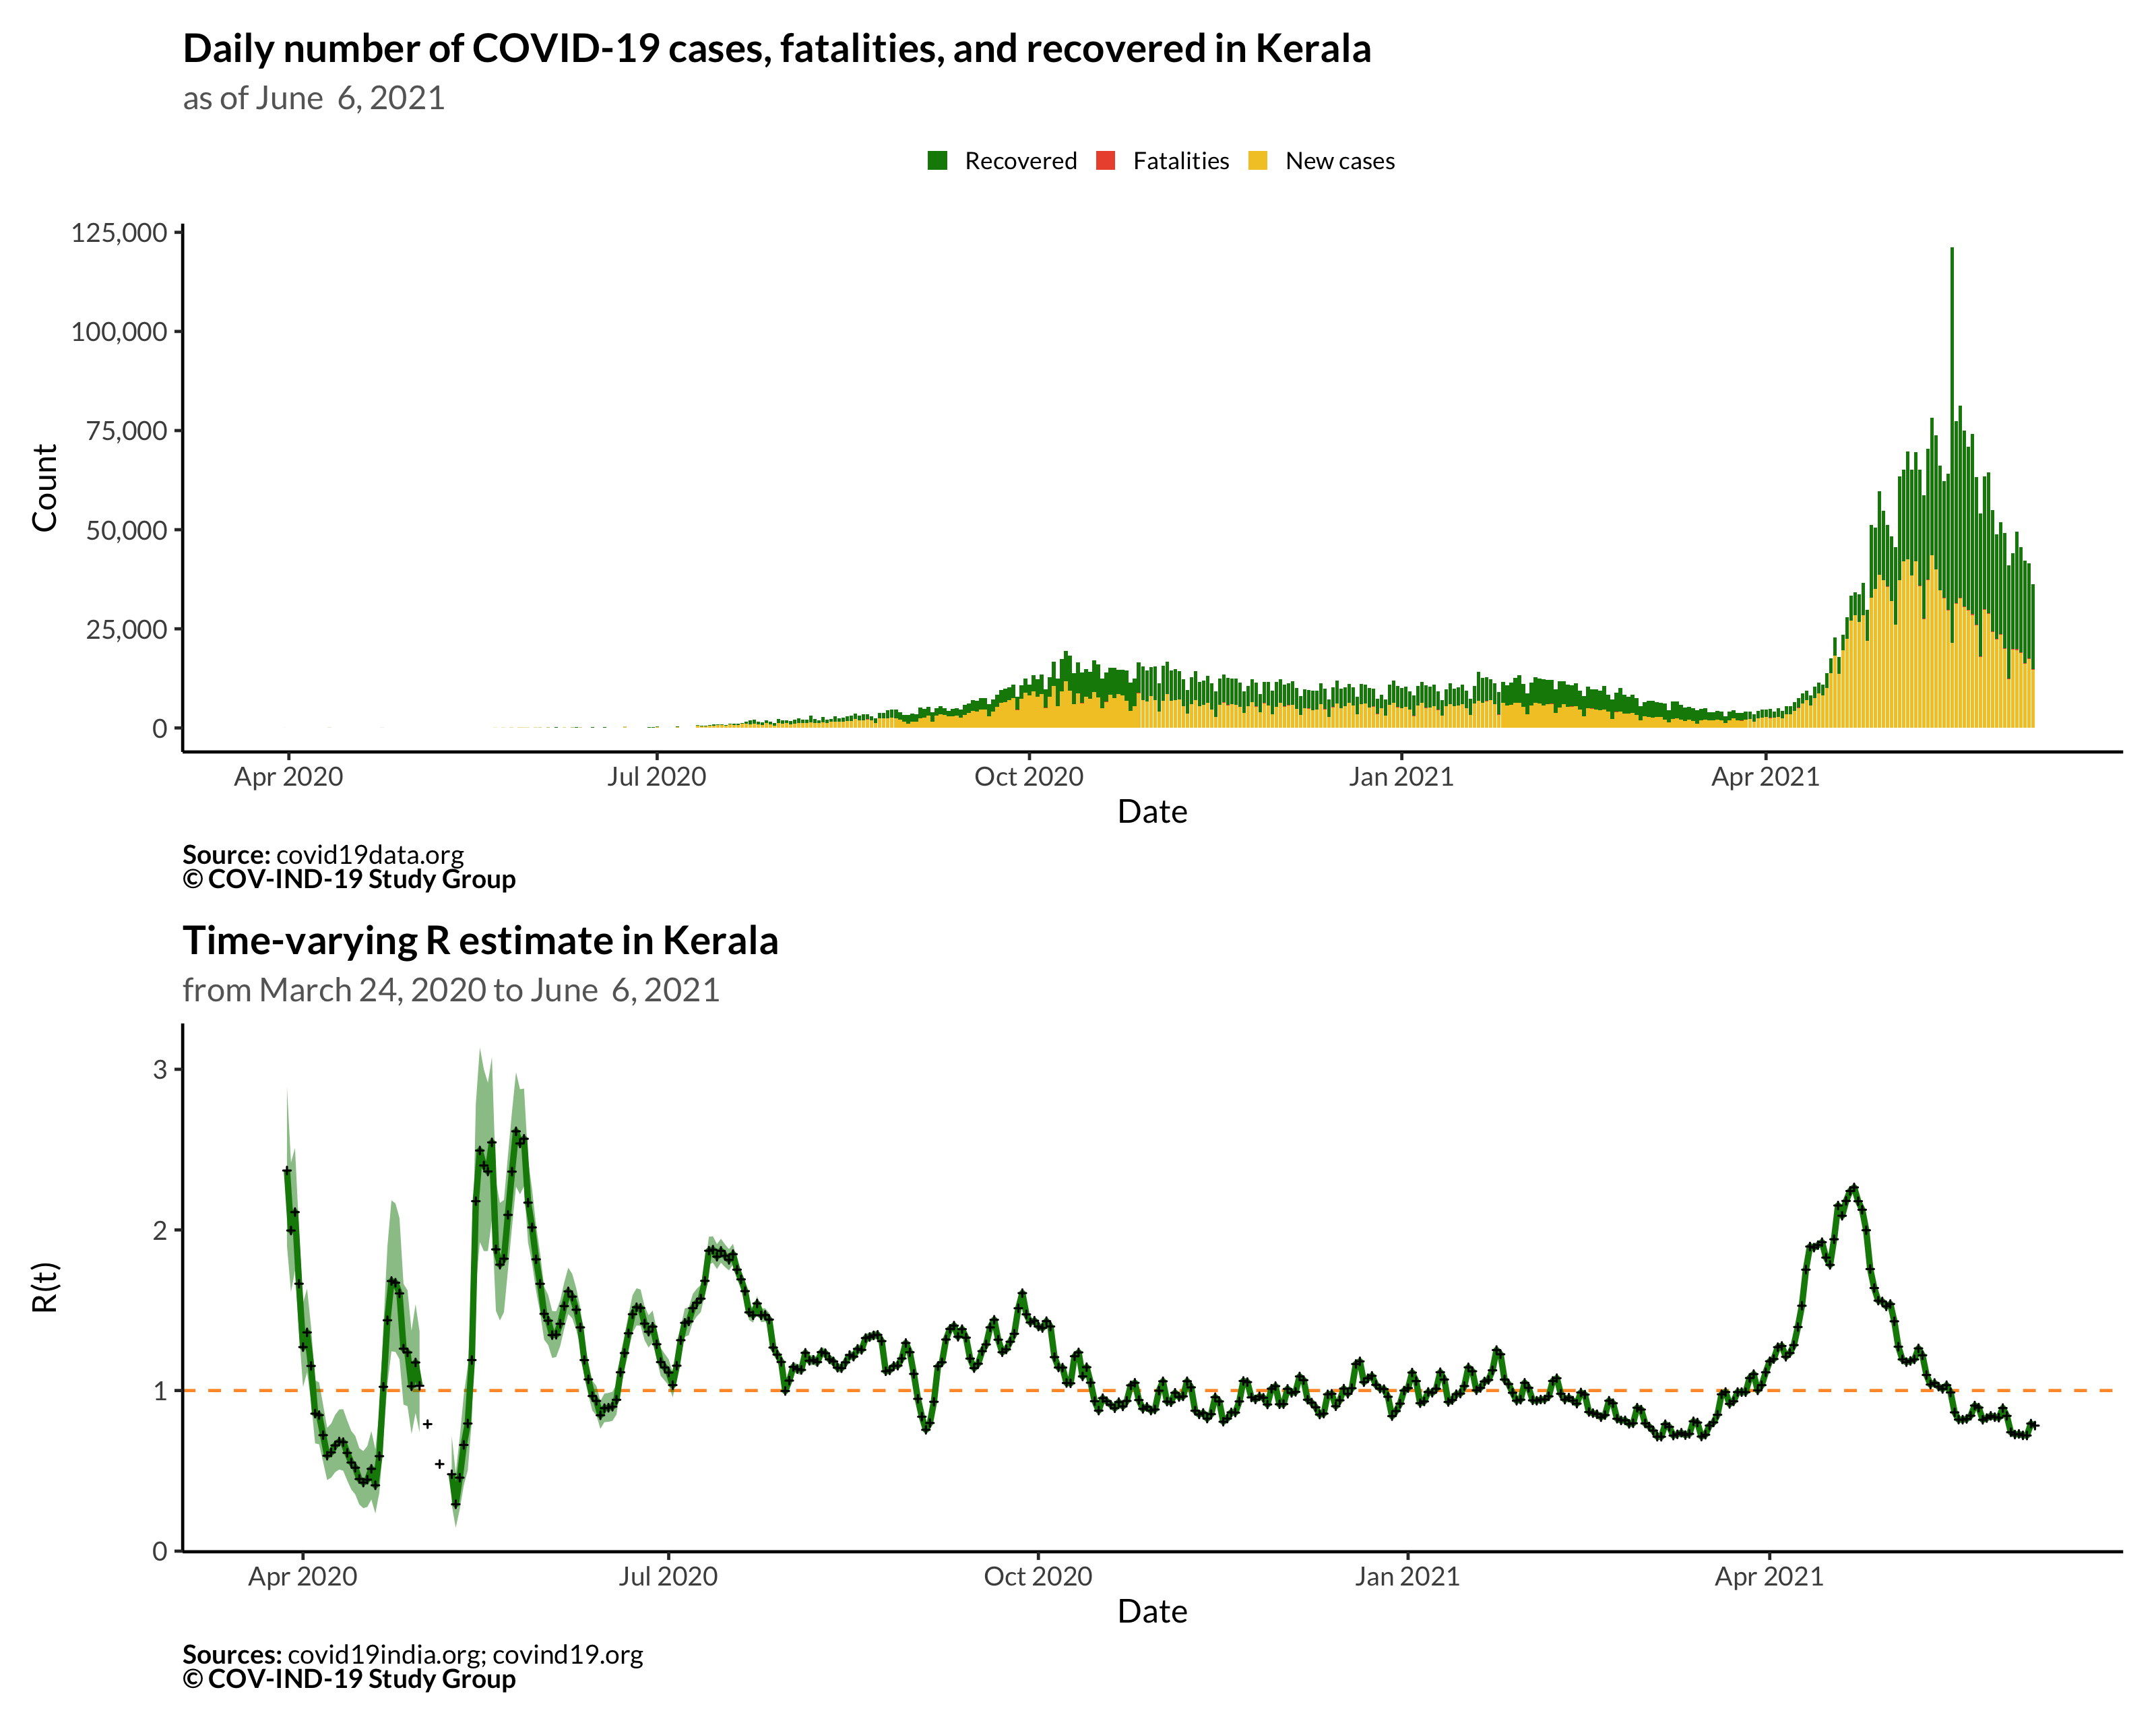 Daily number of COVID-19 cases, fatalities, and recovered in Kerala
as of June  6, 2021
Recovered Fatalities New cases
125,000
100,000
75,000
50,000
25,000
0
Count
Apr 2020 Jul 2020 Oct 2020 Jan 2021 Apr 2021
Date
Source: covid19data.org
© COV-IND-19 Study Group
Time-varying R estimate in Kerala
from March 24, 2020 to June  6, 2021
3
2
1
0
R(t)
Apr 2020 Jul 2020 Oct 2020 Jan 2021 Apr 2021
Date
Sources: covid19india.org; covind19.org
© COV-IND-19 Study Group